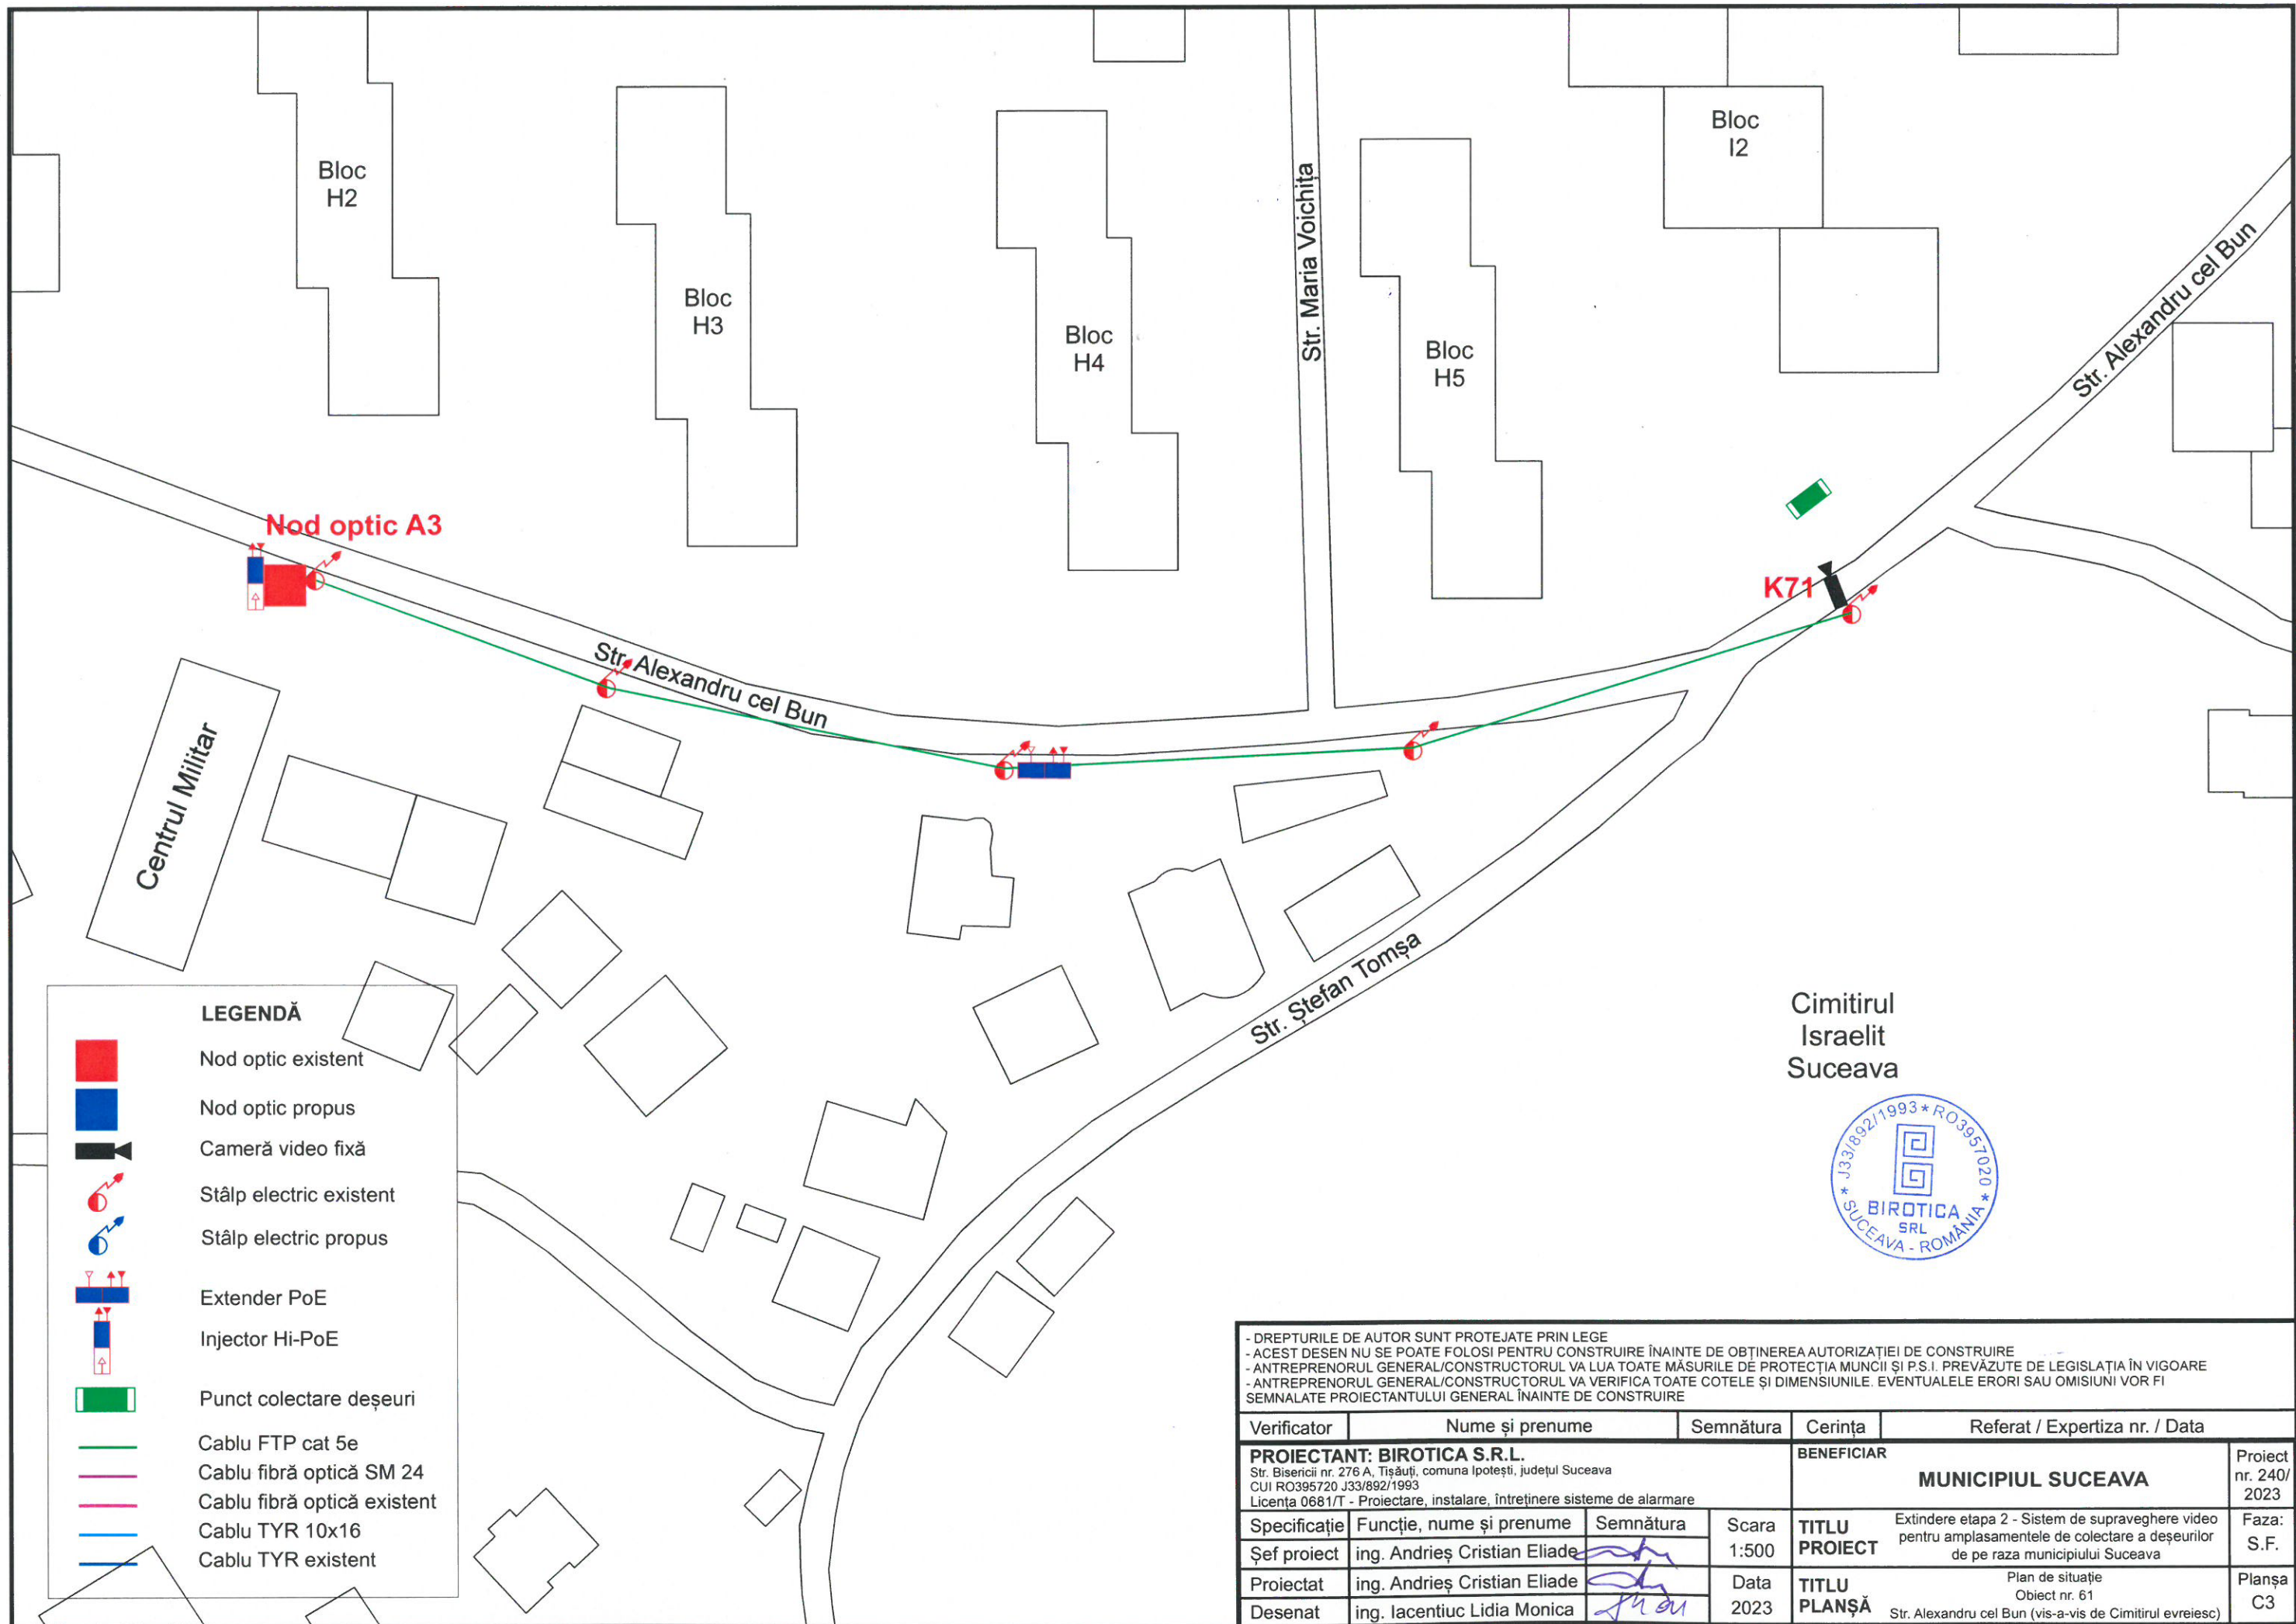 Bloc
H2
Bloc
H3
Bloc
H4
Str. Maria Voichița
Bloc
H5
Bloc
I2
Str. Alexandru cel Bun
Nod optic A3
K71
Str. Alexandru cel Bun
Centrul Militar
Str. Ștefan Tomșa
Cimitirul
Israelit
Suceava
* J33/892/1993 * RO3957020 *
BIROTICA
SRL
SUCEAVA - ROMÂNIA
LEGENDĂ
Nod optic existent
Nod optic propus
Cameră video fixă
Stâlp electric existent
Stâlp electric propus
Extender PoE
Injector Hi-PoE
Punct colectare deșeuri
Cablu FTP cat 5e
Cablu fibră optică SM 24
Cablu fibră optică existent
Cablu TYR 10x16
Cablu TYR existent
- DREPTURILE DE AUTOR SUNT PROTEJATE PRIN LEGE
- ACEST DESEN NU SE POATE FOLOSI PENTRU CONSTRUIRE ÎNAINTE DE OBȚINEREA AUTORIZAȚIEI DE CONSTRUIRE
- ANTREPRENORUL GENERAL/CONSTRUCTORUL VA LUA TOATE MĂSURILE DE PROTECȚIA MUNCII ȘI P.S.I. PREVĂZUTE DE LEGISLAȚIA ÎN VIGOARE
- ANTREPRENORUL GENERAL/CONSTRUCTORUL VA VERIFICA TOATE COTELE ȘI DIMENSIUNILE. EVENTUALELE ERORI SAU OMISIUNI VOR FI
SEMNALATE PROIECTANTULUI GENERAL ÎNAINTE DE CONSTRUIRE
Verificator Nume și prenume Semnătura Cerința Referat / Expertiza nr. / Data
PROIECTANT: BIROTICA S.R.L.
Str. Bisericii nr. 276 A, Tișăuți, comuna Ipotești, județul Suceava
CUI RO395720 J33/892/1993
Licența 0681/T - Proiectare, instalare, întreținere sisteme de alarmare
BENEFICIAR
MUNICIPIUL SUCEAVA
Proiect
nr. 240/
2023
Specificație Funcție, nume și prenume Semnătura
Șef proiect ing. Andrieș Cristian Eliade
Proiectat ing. Andrieș Cristian Eliade
Desenat ing. Iacentiuc Lidia Monica
Scara
1:500
Data
2023
TITLU
PROIECT
Extindere etapa 2 - Sistem de supraveghere video
pentru amplasamentele de colectare a deșeurilor
de pe raza municipiului Suceava
Faza:
S.F.
TITLU
PLANȘĂ
Plan de situație
Obiect nr. 61
Str. Alexandru cel Bun (vis-a-vis de Cimitirul evreiesc)
Planșa
C3